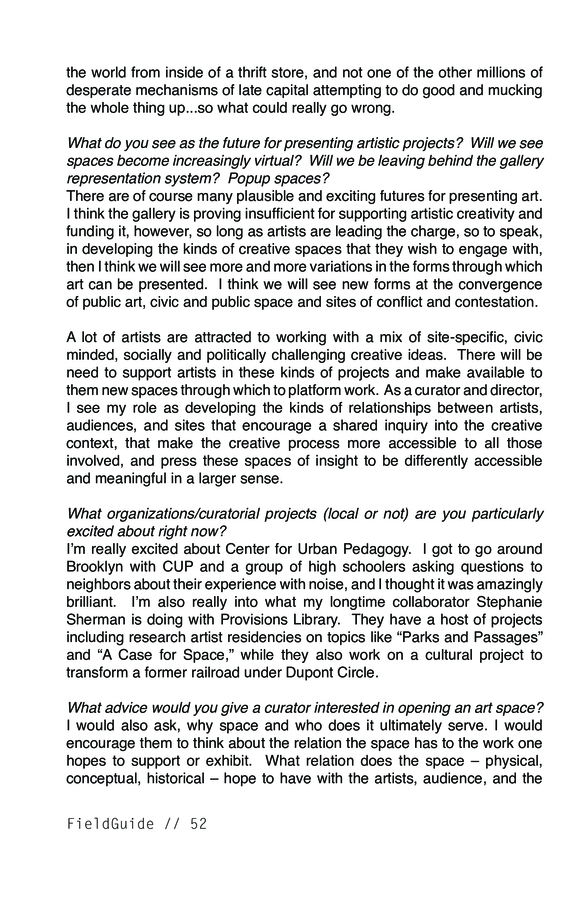 the world from inside of a thrift store, and not one of the other millions of
desperate mechanisms of late capital attempting to do good and mucking
the whole thing up...so what could really go wrong.
What do you see as the future for presenting artistic projects?  Will we see
spaces become increasingly virtual?  Will we be leaving behind the gallery
representation system?  Popup spaces?
There are of course many plausible and exciting futures for presenting art.
I think the gallery is proving insufficient for supporting artistic creativity and
funding it, however, so long as artists are leading the charge, so to speak,
in developing the kinds of creative spaces that they wish to engage with,
then I think we will see more and more variations in the forms through which
art can be presented.  I think we will see new forms at the convergence
of public art, civic and public space and sites of conflict and contestation.
A lot of artists are attracted to working with a mix of site-specific, civic
minded, socially and politically challenging creative ideas.  There will be
need to support artists in these kinds of projects and make available to
them new spaces through which to platform work.  As a curator and director,
I see my role as developing the kinds of relationships between artists,
audiences, and sites that encourage a shared inquiry into the creative
context, that make the creative process more accessible to all those
involved, and press these spaces of insight to be differently accessible
and meaningful in a larger sense.
What organizations/curatorial projects (local or not) are you particularly
excited about right now?
I'm really excited about Center for Urban Pedagogy.  I got to go around
Brooklyn with CUP and a group of high schoolers asking questions to
neighbors about their experience with noise, and I thought it was amazingly
brilliant.  I'm also really into what my longtime collaborator Stephanie
Sherman is doing with Provisions Library.  They have a host of projects
including research artist residencies on topics like “Parks and Passages”
and “A Case for Space,” while they also work on a cultural project to
transform a former railroad under Dupont Circle.
What advice would you give a curator interested in opening an art space?
I would also ask, why space and who does it ultimately serve. I would
encourage them to think about the relation the space has to the work one
hopes to support or exhibit.  What relation does the space – physical,
conceptual, historical – hope to have with the artists, audience, and the
FieldGuide // 52